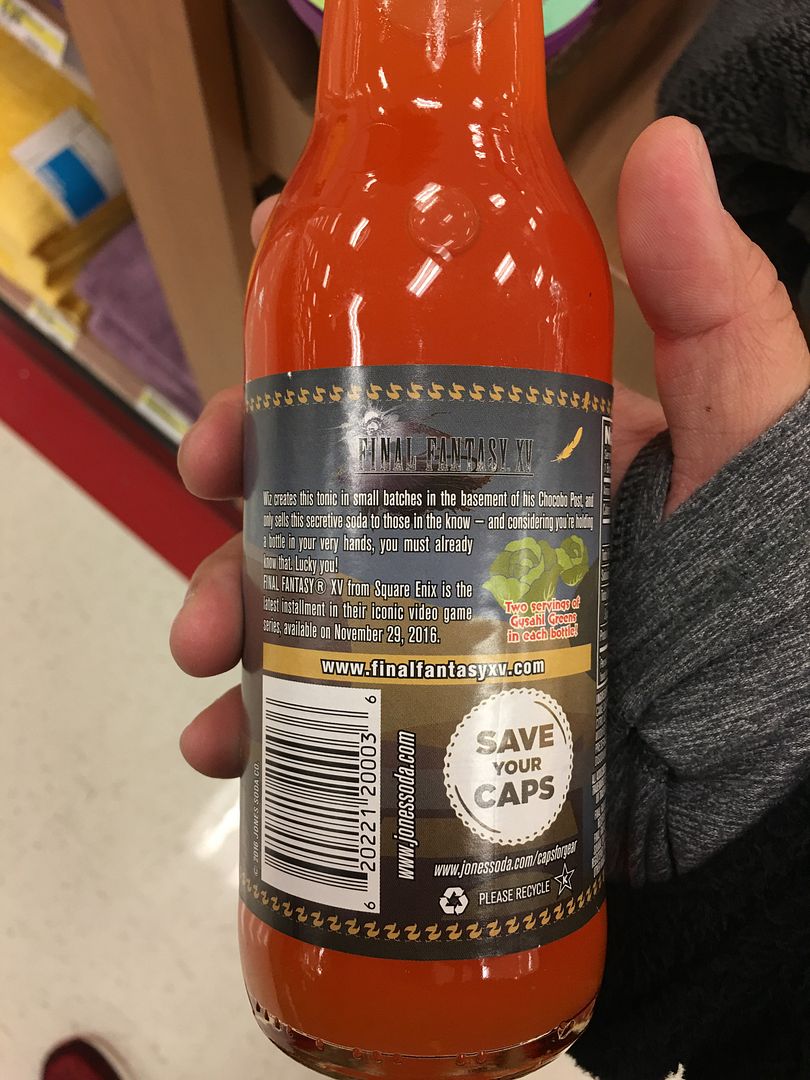 FINAL FANTASY XV
Wiz creates this tonic in small batches in the basement of his Chocobo Post, and
only sells this secretive soda to those in the know — and considering you're holding
a bottle in your very hands, you must already
know that. Lucky you!
FINAL FANTASY® XV from Square Enix is the
latest installment in their iconic video game
series, available on November 29, 2016.
Two servings of
Gysahl Greens
in each bottle!
www.finalfantasyxv.com
6 20221 20003 6
© 2016 JONES SODA CO.
www.jonessoda.com
SAVE
YOUR
CAPS
www.jonessoda.com/capsforgear
PLEASE RECYCLE
K